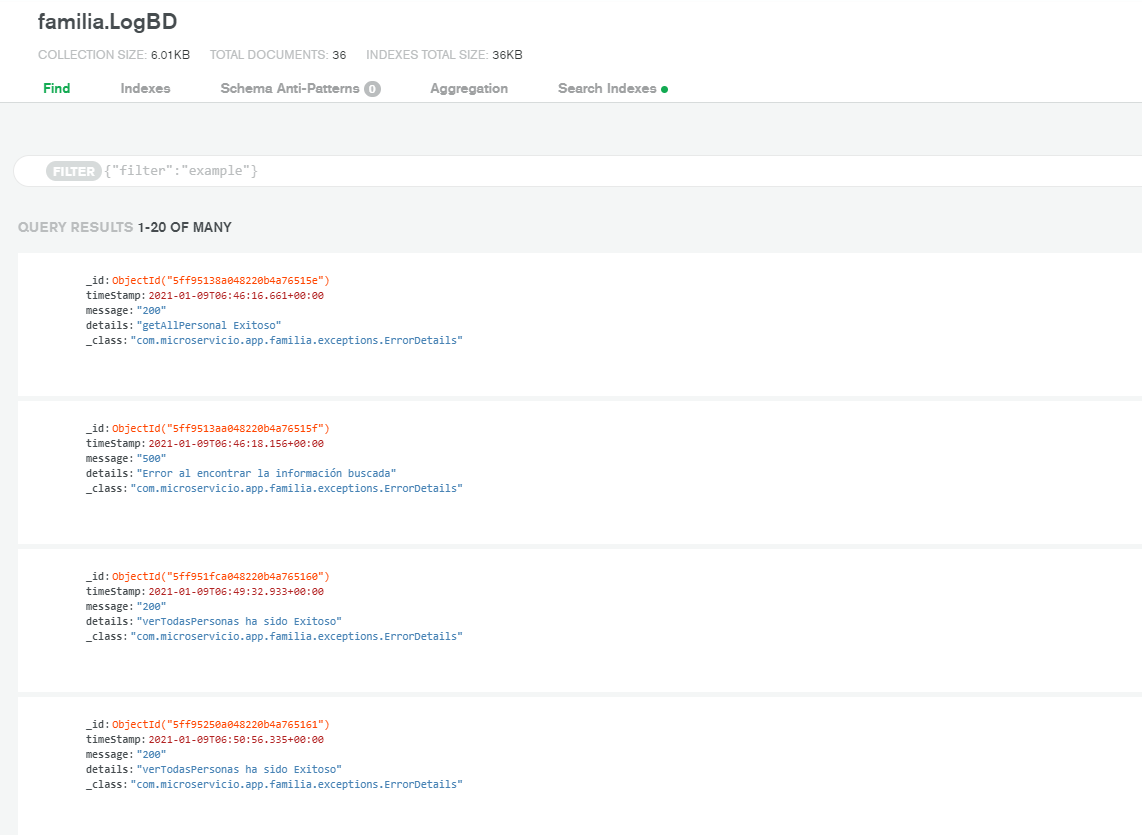 familia.LogBD
COLLECTION SIZE: 6.01KB TOTAL DOCUMENTS: 36 INDEXES TOTAL SIZE: 36KB
Find Indexes Schema Anti-Patterns 0 Aggregation Search Indexes
FILTER {"filter":"example"}
QUERY RESULTS 1-20 OF MANY
_id: ObjectId("5ff95138a048220b4a76515e")
timeStamp: 2021-01-09T06:46:16.661+00:00
message: "200"
details: "getAllPersonal Exitoso"
_class: "com.microservicio.app.familia.exceptions.ErrorDetails"
_id: ObjectId("5ff9513aa048220b4a76515f")
timeStamp: 2021-01-09T06:46:18.156+00:00
message: "500"
details: "Error al encontrar la información buscada"
_class: "com.microservicio.app.familia.exceptions.ErrorDetails"
_id: ObjectId("5ff951fca048220b4a765160")
timeStamp: 2021-01-09T06:49:32.933+00:00
message: "200"
details: "verTodasPersonas ha sido Exitoso"
_class: "com.microservicio.app.familia.exceptions.ErrorDetails"
_id: ObjectId("5ff95250a048220b4a765161")
timeStamp: 2021-01-09T06:50:56.335+00:00
message: "200"
details: "verTodasPersonas ha sido Exitoso"
_class: "com.microservicio.app.familia.exceptions.ErrorDetails"